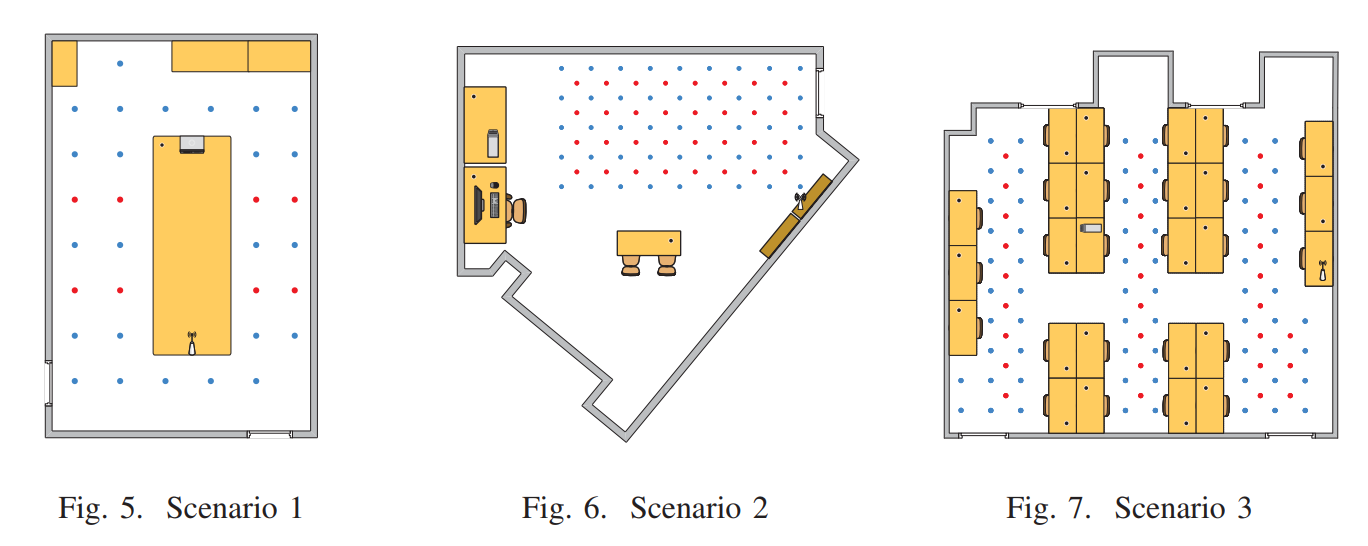 Fig. 5. Scenario 1
Fig. 6. Scenario 2
Fig. 7. Scenario 3